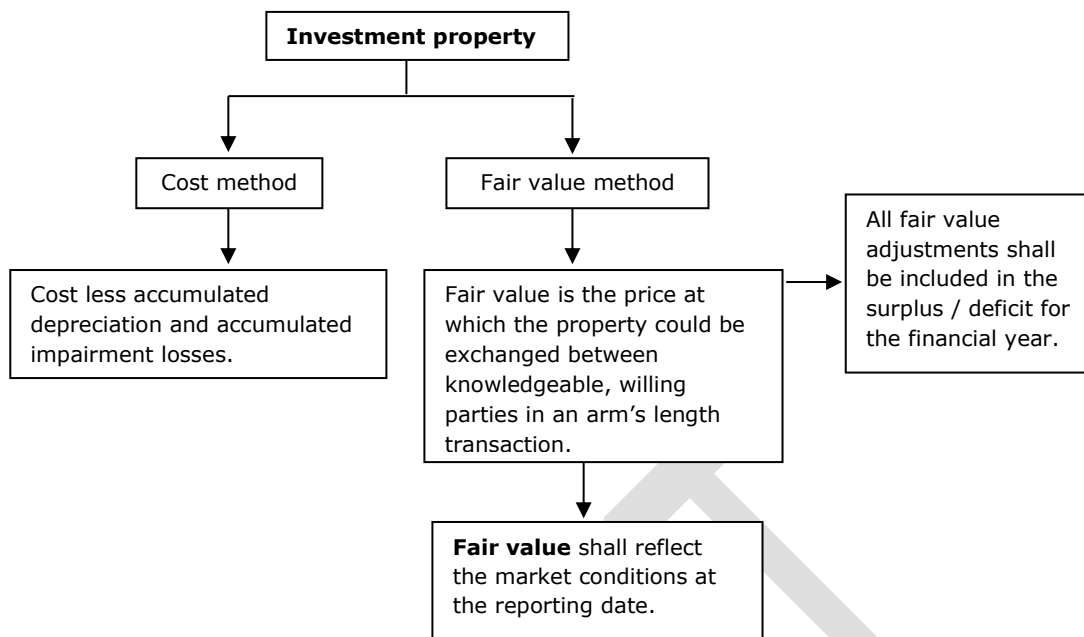 Investment property
Cost method
Fair value method
Cost less accumulated
depreciation and accumulated
impairment losses.
Fair value is the price at
which the property could be
exchanged between
knowledgeable, willing
parties in an arm’s length
transaction.
All fair value
adjustments shall
be included in the
surplus / deficit for
the financial year.
Fair value shall reflect
the market conditions at
the reporting date.